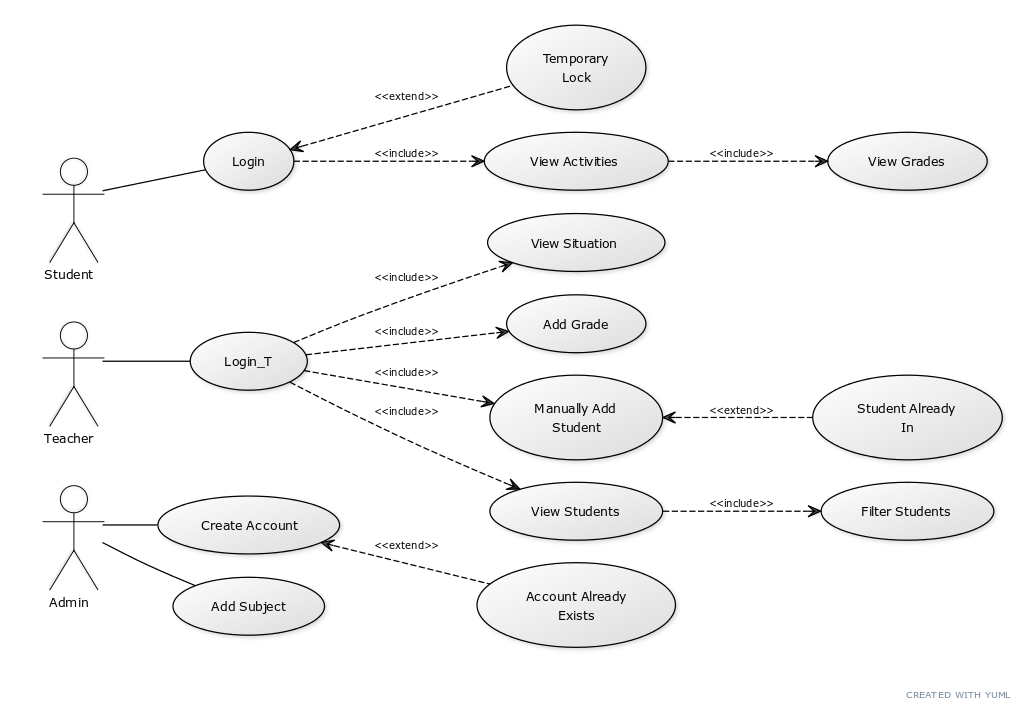 Temporary
Lock
<<extend>>
Login
<<include>>
View Activities
<<include>>
View Grades
Student
View Situation
<<include>>
Add Grade
<<include>>
Login_T
<<include>>
Manually Add
Student
<<extend>>
Student Already
In
<<include>>
Teacher
View Students
<<include>>
Filter Students
Create Account
<<extend>>
Admin
Add Subject
Account Already
Exists
CREATED WITH YUML